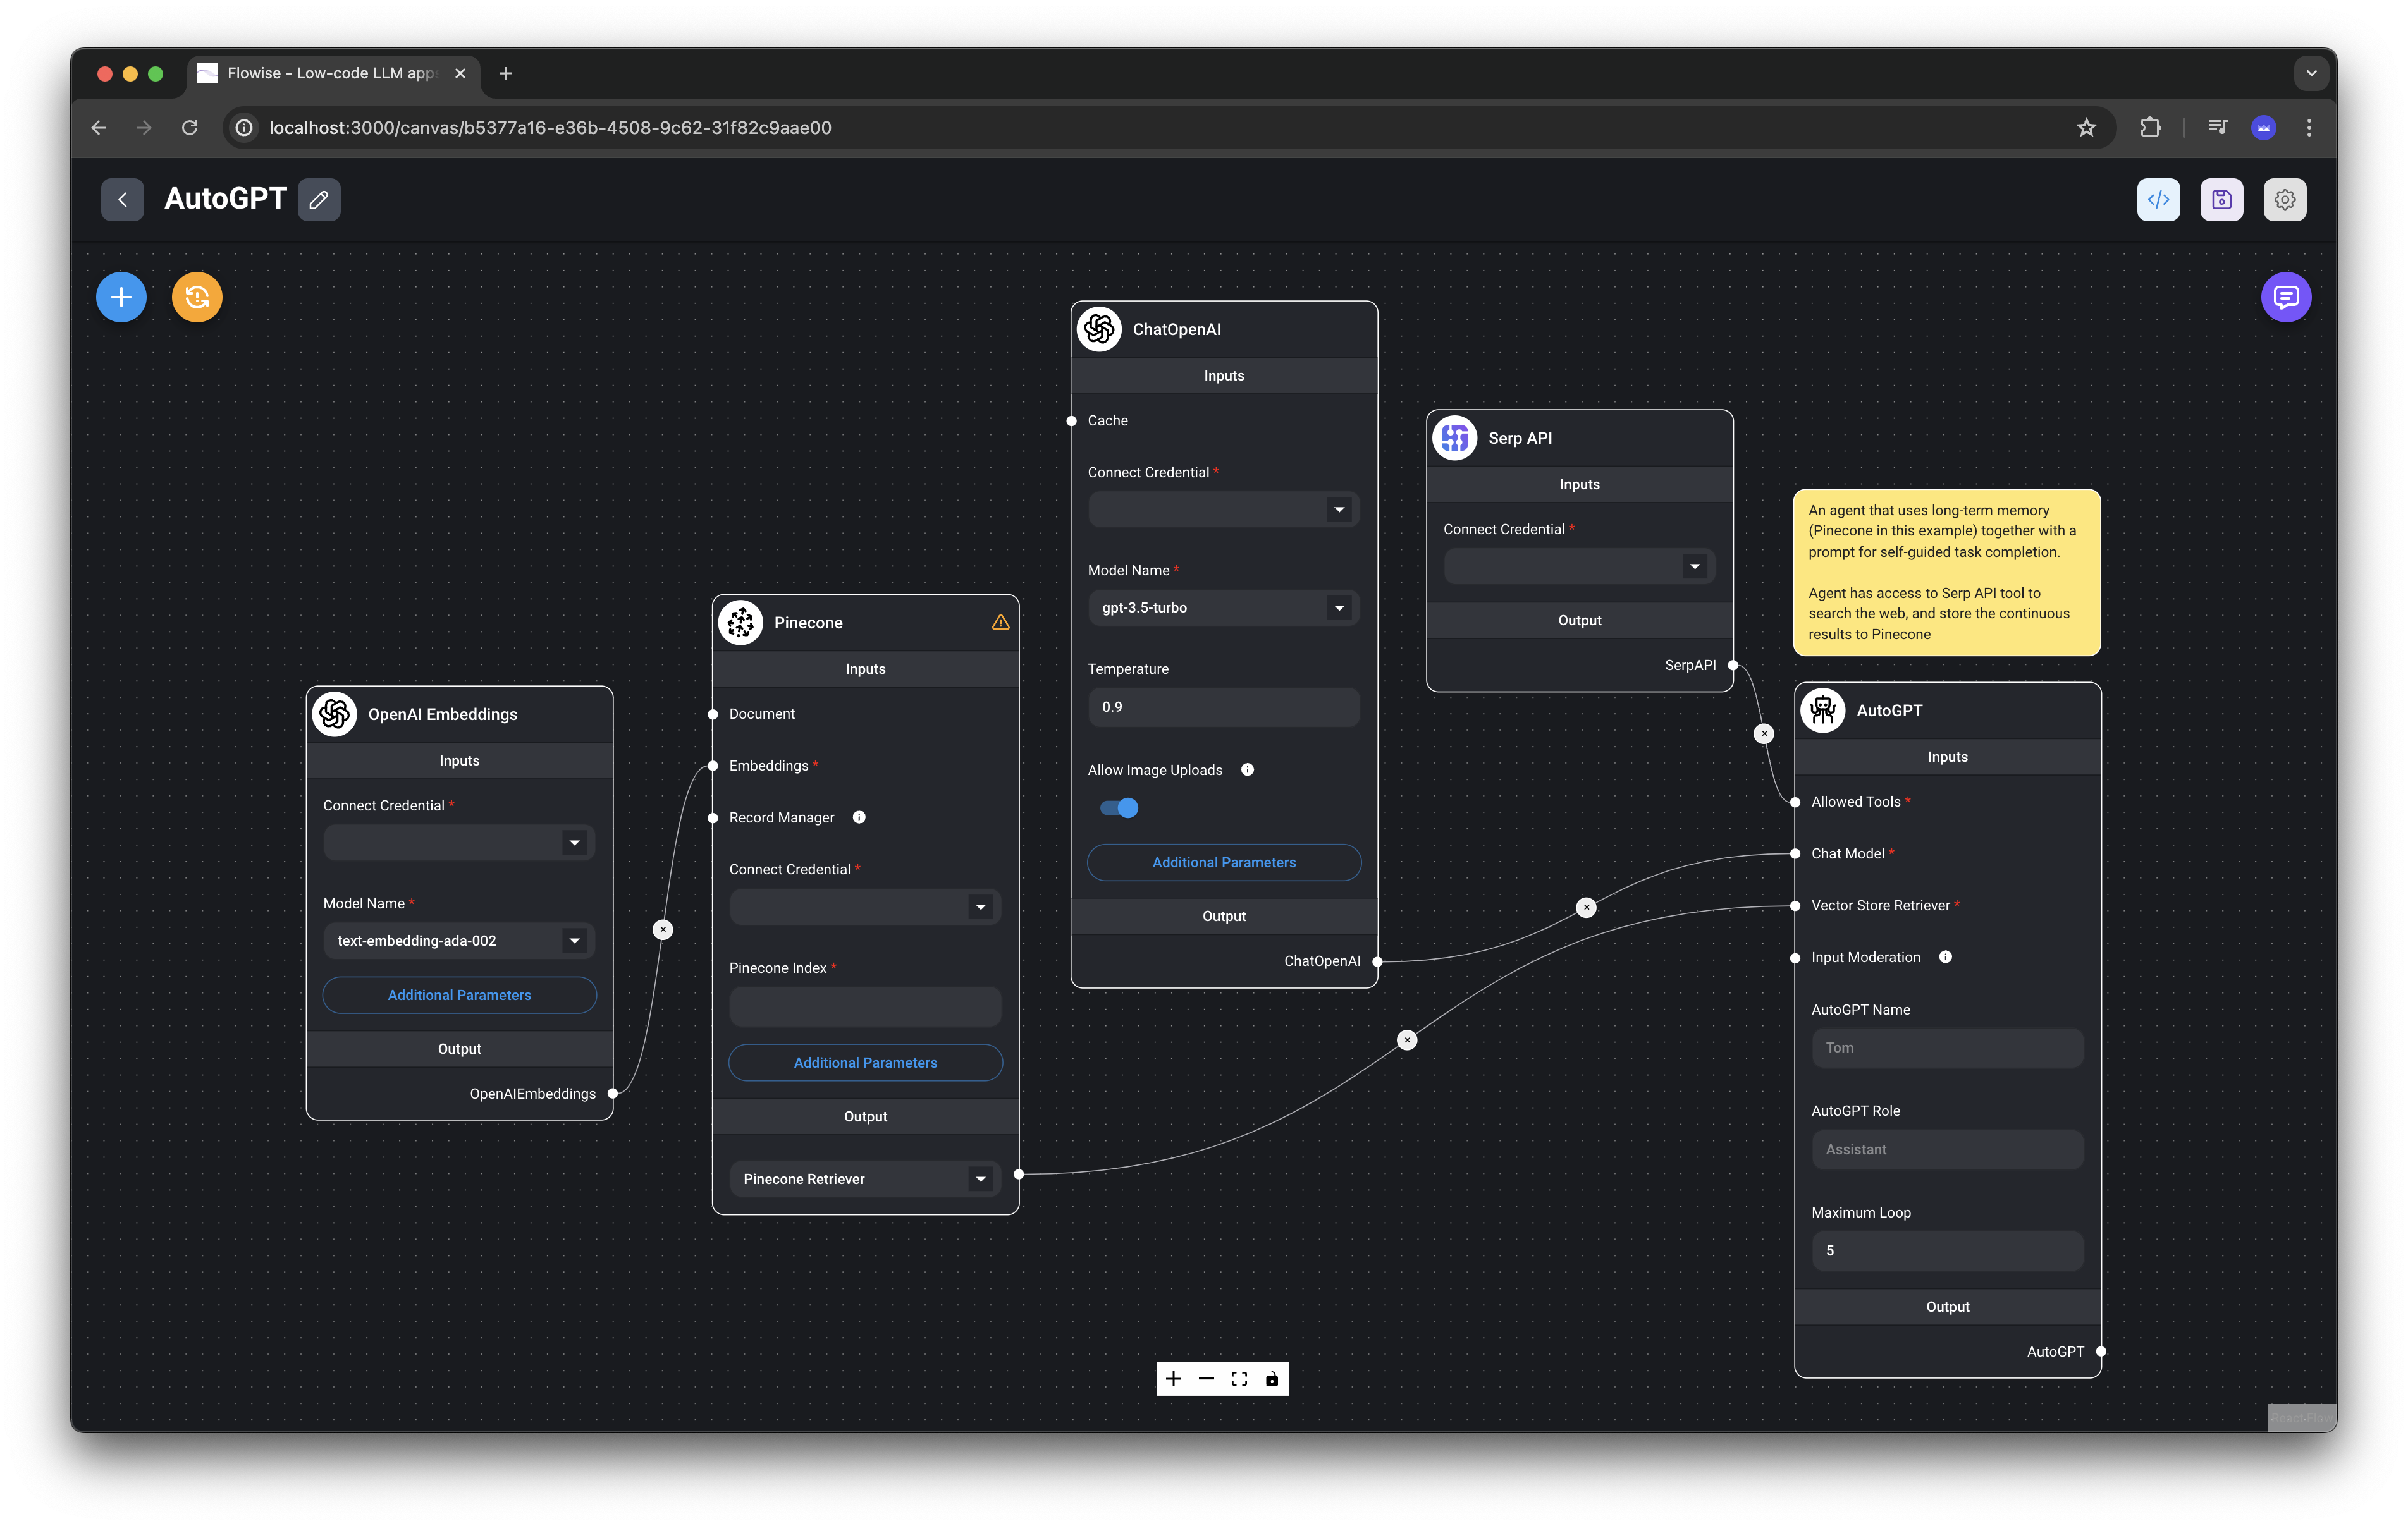 Flowise - Low-code LLM apps
localhost:3000/canvas/b5377a16-e36b-4508-9c62-31f82c9aae00
AutoGPT
OpenAI Embeddings
Inputs
Connect Credential *
Model Name *
text-embedding-ada-002
Additional Parameters
Output
OpenAIEmbeddings
Pinecone
Inputs
Document
Embeddings *
Record Manager
Connect Credential *
Pinecone Index *
Additional Parameters
Output
Pinecone Retriever
ChatOpenAI
Inputs
Cache
Connect Credential *
Model Name *
gpt-3.5-turbo
Temperature
0.9
Allow Image Uploads
Additional Parameters
Output
ChatOpenAI
Serp API
Inputs
Connect Credential *
Output
SerpAPI
An agent that uses long-term memory
(Pinecone in this example) together with a
prompt for self-guided task completion.
Agent has access to Serp API tool to
search the web, and store the continuous
results to Pinecone
AutoGPT
Inputs
Allowed Tools *
Chat Model *
Vector Store Retriever *
Input Moderation
AutoGPT Name
Tom
AutoGPT Role
Assistant
Maximum Loop
5
Output
AutoGPT
React Flow